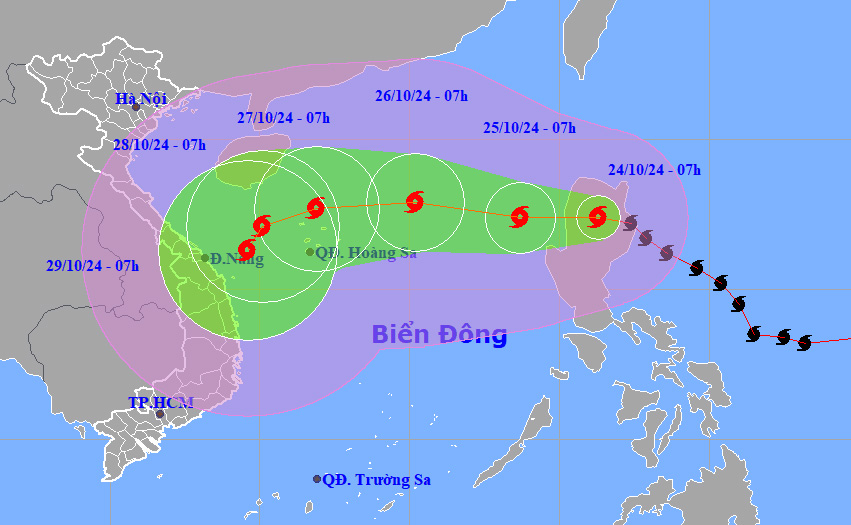 Hà Nội
26/10/24 - 07h
27/10/24 - 07h
25/10/24 - 07h
28/10/24 - 07h
24/10/24 - 07h
29/10/24 - 07h
Đ.Nẵng
QĐ. Hoàng Sa
Biển Đông
TP.HCM
QĐ. Trường Sa